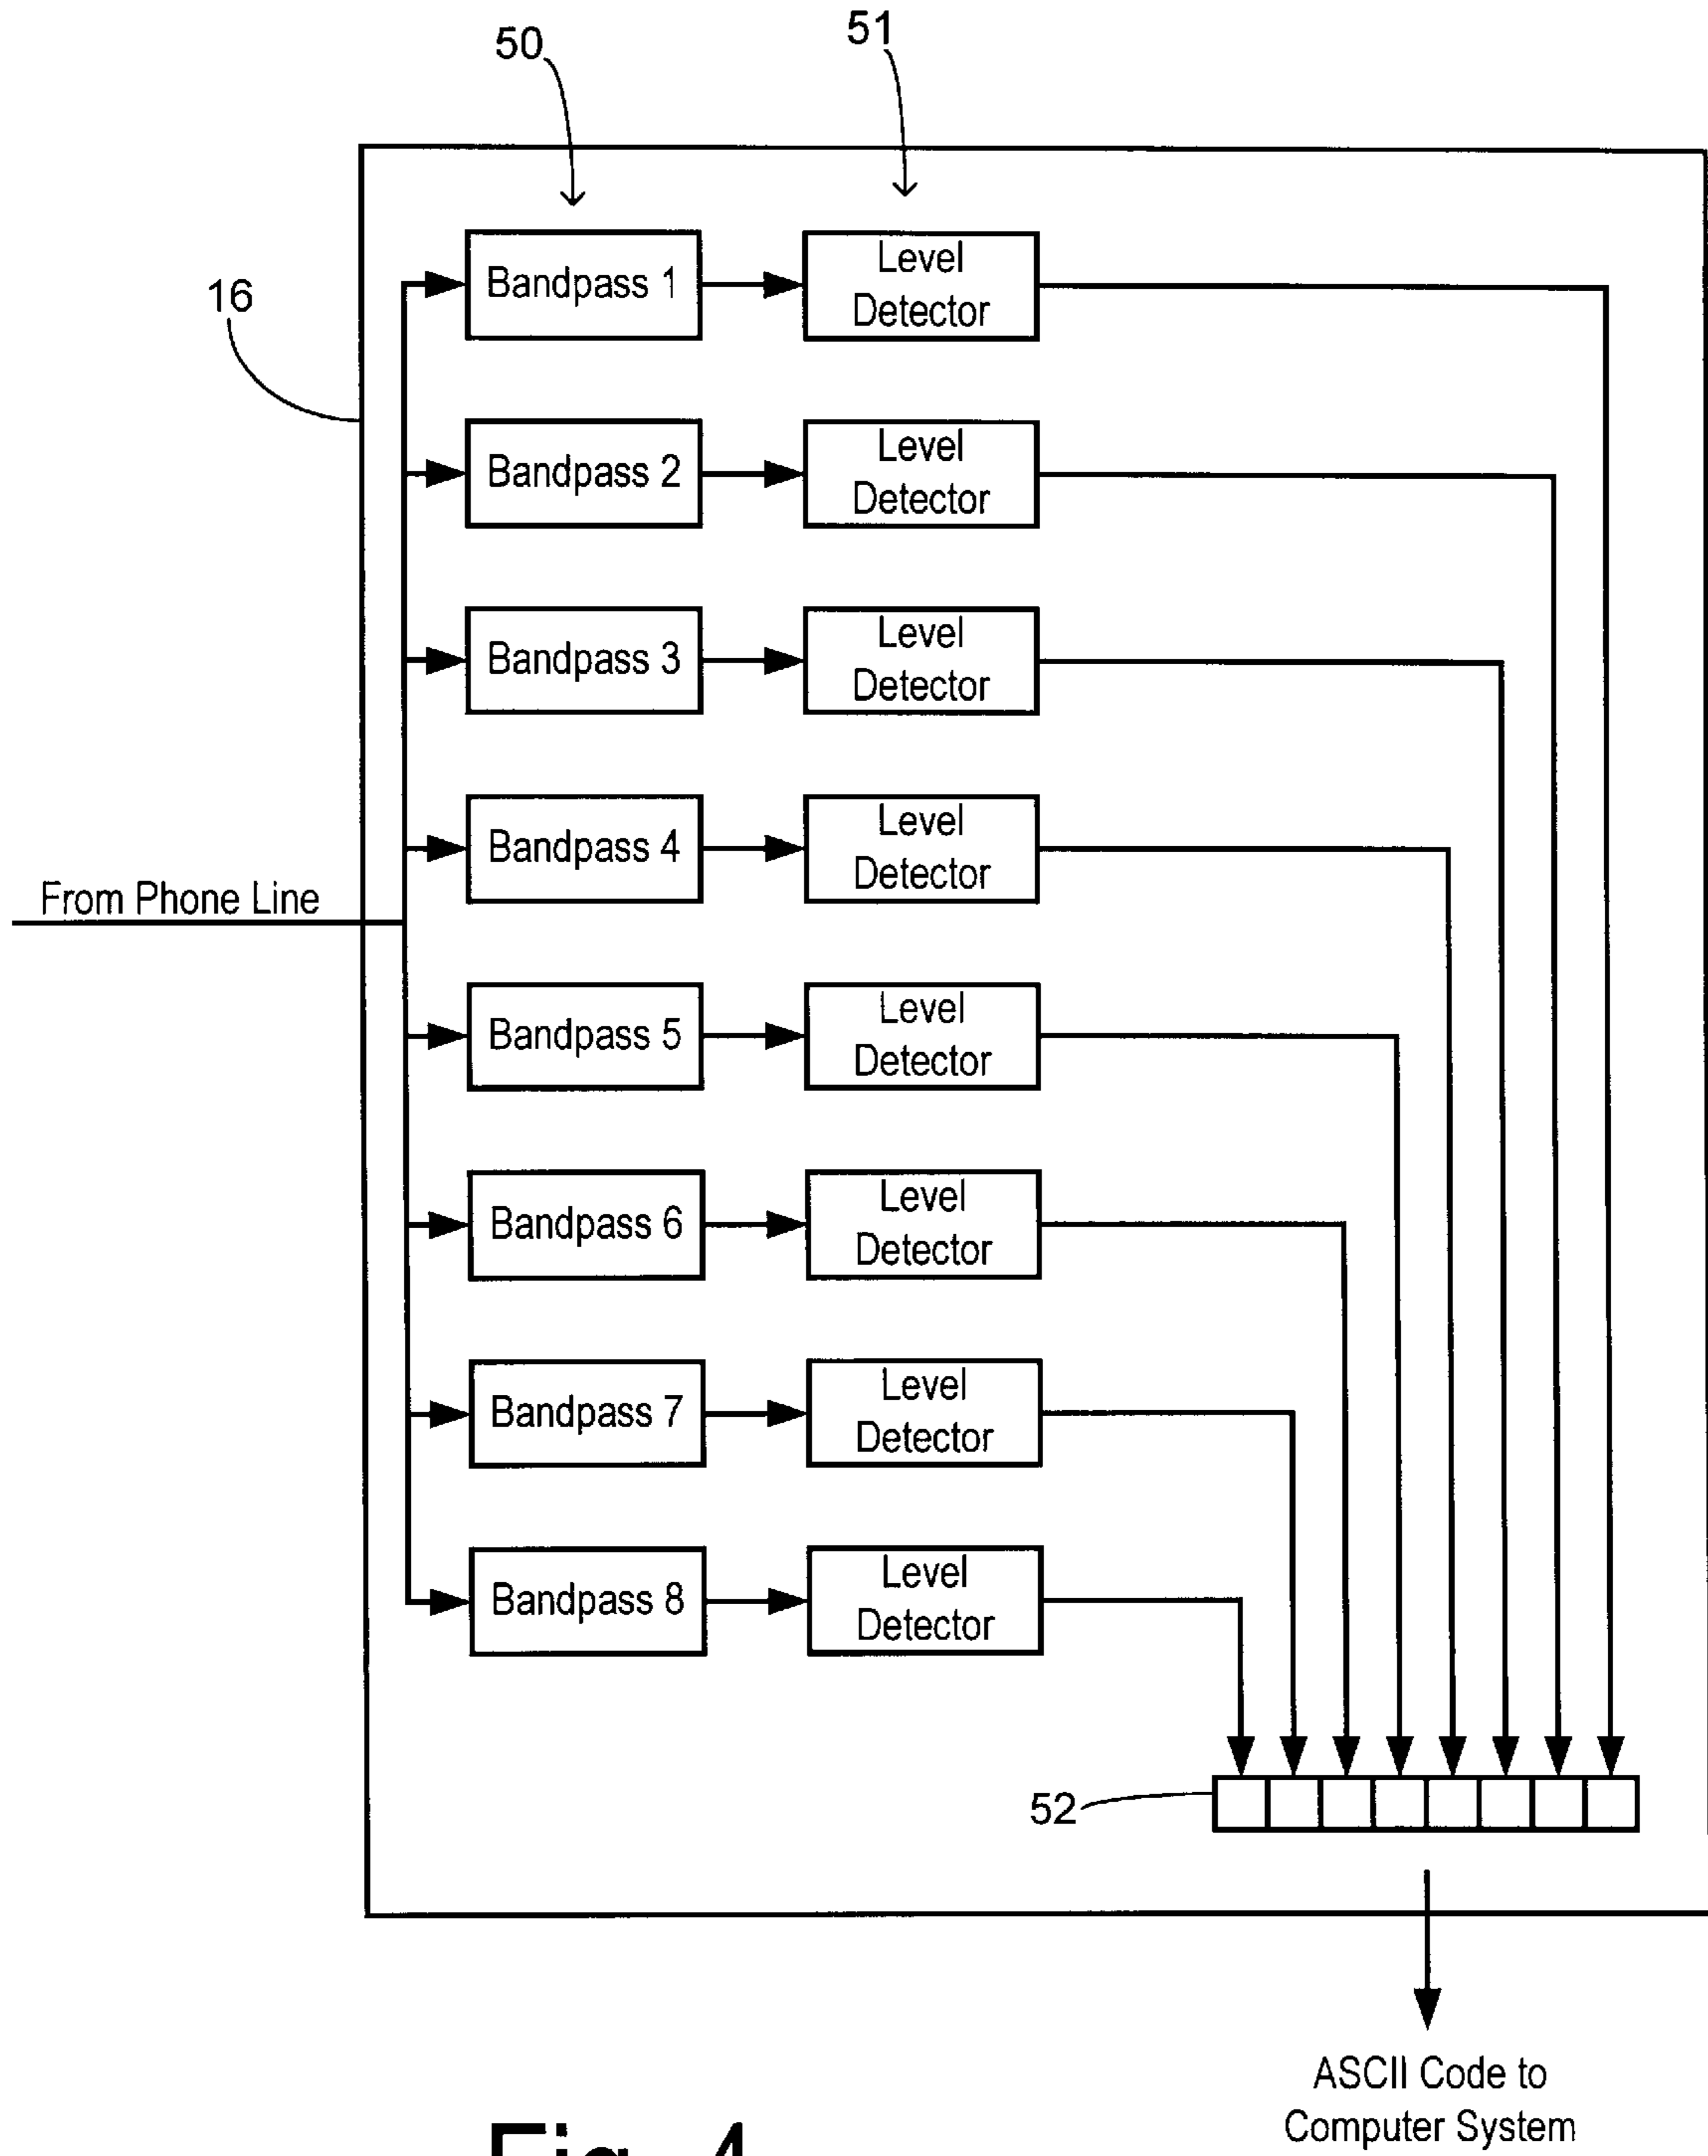 50
51
16
Bandpass 1
Level
Detector
Bandpass 2
Level
Detector
Bandpass 3
Level
Detector
Bandpass 4
Level
Detector
From Phone Line
Bandpass 5
Level
Detector
Bandpass 6
Level
Detector
Bandpass 7
Level
Detector
Bandpass 8
Level
Detector
52
ASCII Code to
Computer System
Fig. 4